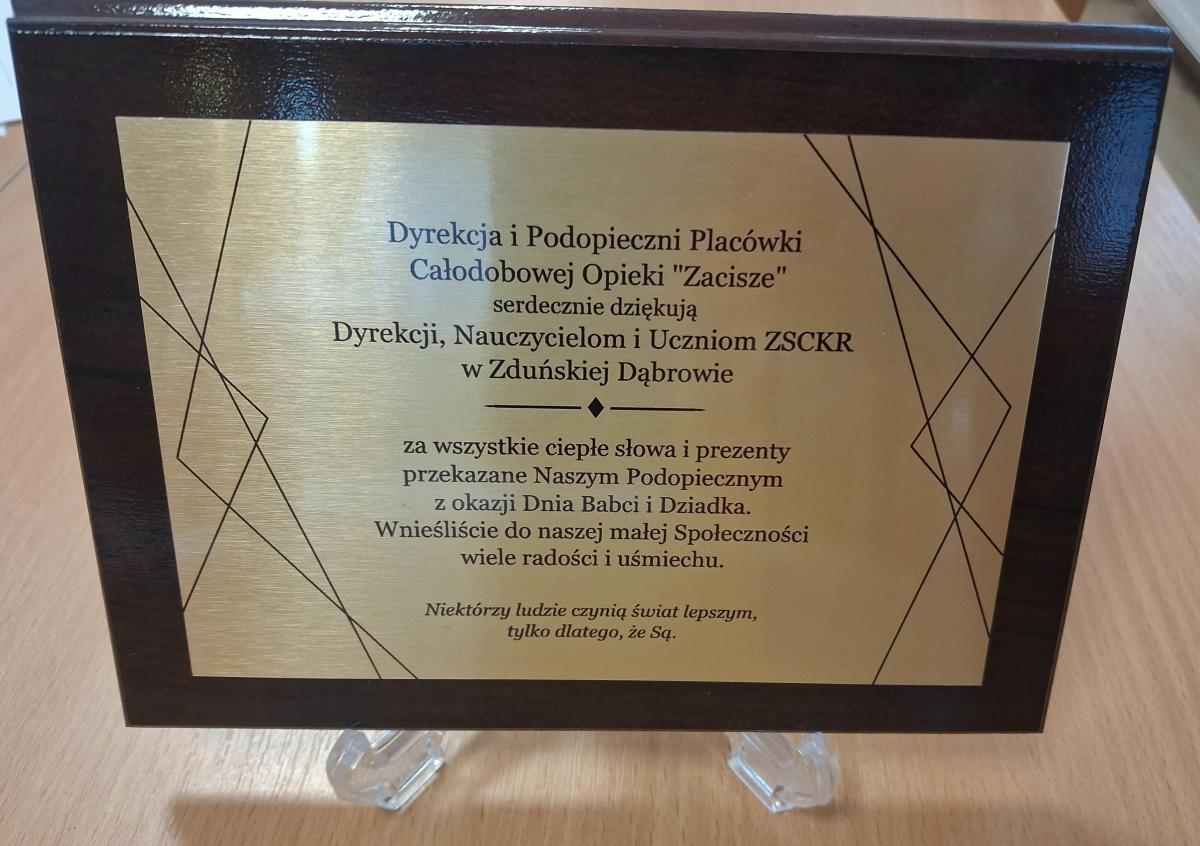 Dyrekcja i Podopieczni Placówki
Całodobowej Opieki "Zacisze"
serdecznie dziękują
Dyrekcji, Nauczycielom i Uczniom ZSCKR
w Zduńskiej Dąbrowie
za wszystkie ciepłe słowa i prezenty
przekazane Naszym Podopiecznym
z okazji Dnia Babci i Dziadka.
Wnieśliście do naszej małej Społeczności
wiele radości i uśmiechu.
Niektórzy ludzie czynią świat lepszym,
tylko dlatego, że Są.